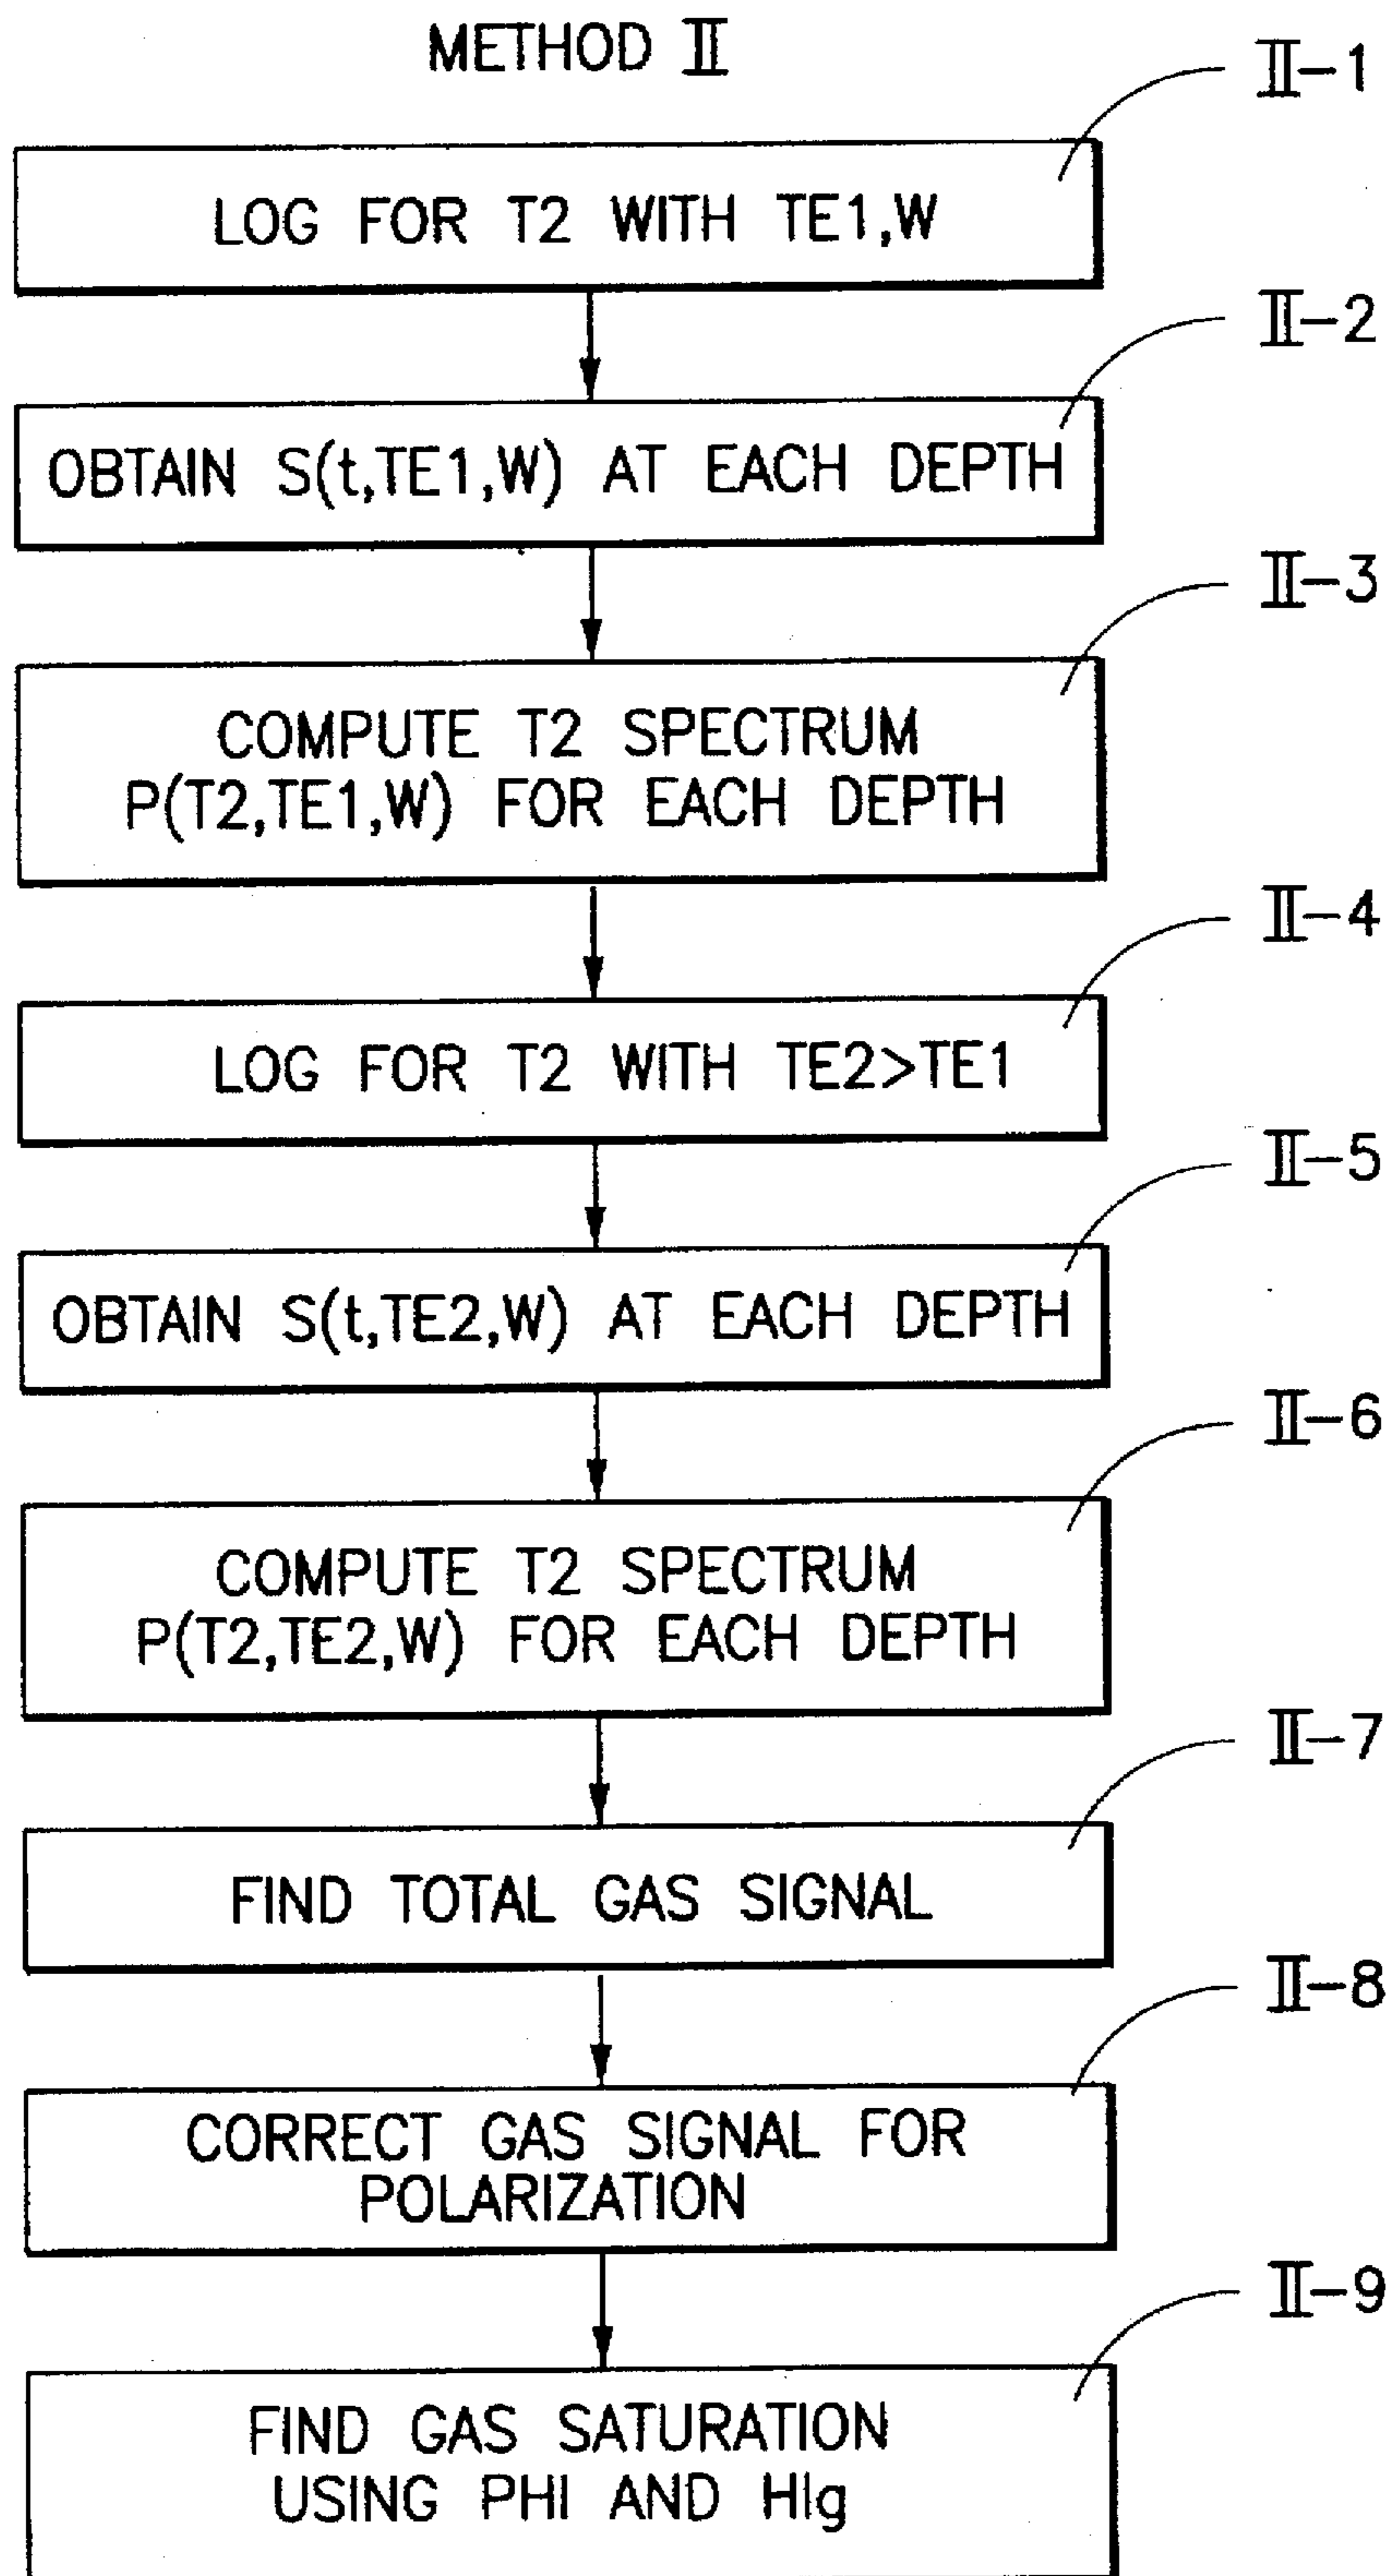 METHOD II
II-1
LOG FOR T2 WITH TE1,W
II-2
OBTAIN S(t,TE1,W) AT EACH DEPTH
II-3
COMPUTE T2 SPECTRUM
P(T2,TE1,W) FOR EACH DEPTH
II-4
LOG FOR T2 WITH TE2>TE1
II-5
OBTAIN S(t,TE2,W) AT EACH DEPTH
II-6
COMPUTE T2 SPECTRUM
P(T2,TE2,W) FOR EACH DEPTH
II-7
FIND TOTAL GAS SIGNAL
II-8
CORRECT GAS SIGNAL FOR
POLARIZATION
II-9
FIND GAS SATURATION
USING PHI AND HIg